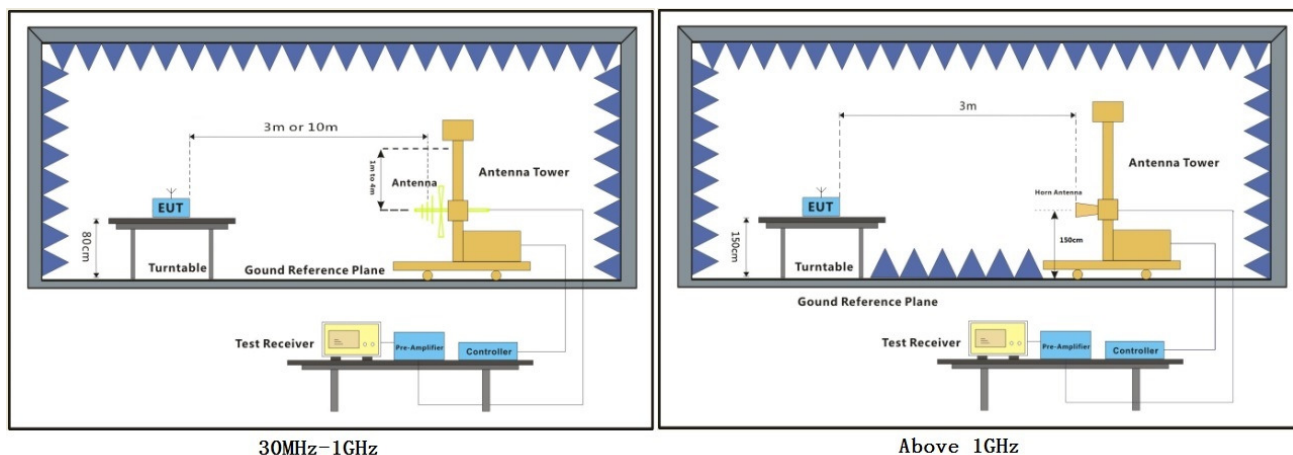 3m or 10m
1m to 4m
Antenna
Antenna Tower
EUT
80cm
Turntable
Gound Reference Plane
Test Receiver
Pre-Amplifier
Controller
30MHz-1GHz
3m
Horn Antenna
Antenna Tower
EUT
150cm
150cm
Turntable
Gound Reference Plane
Test Receiver
Pre-Amplifier
Controller
Above 1GHz